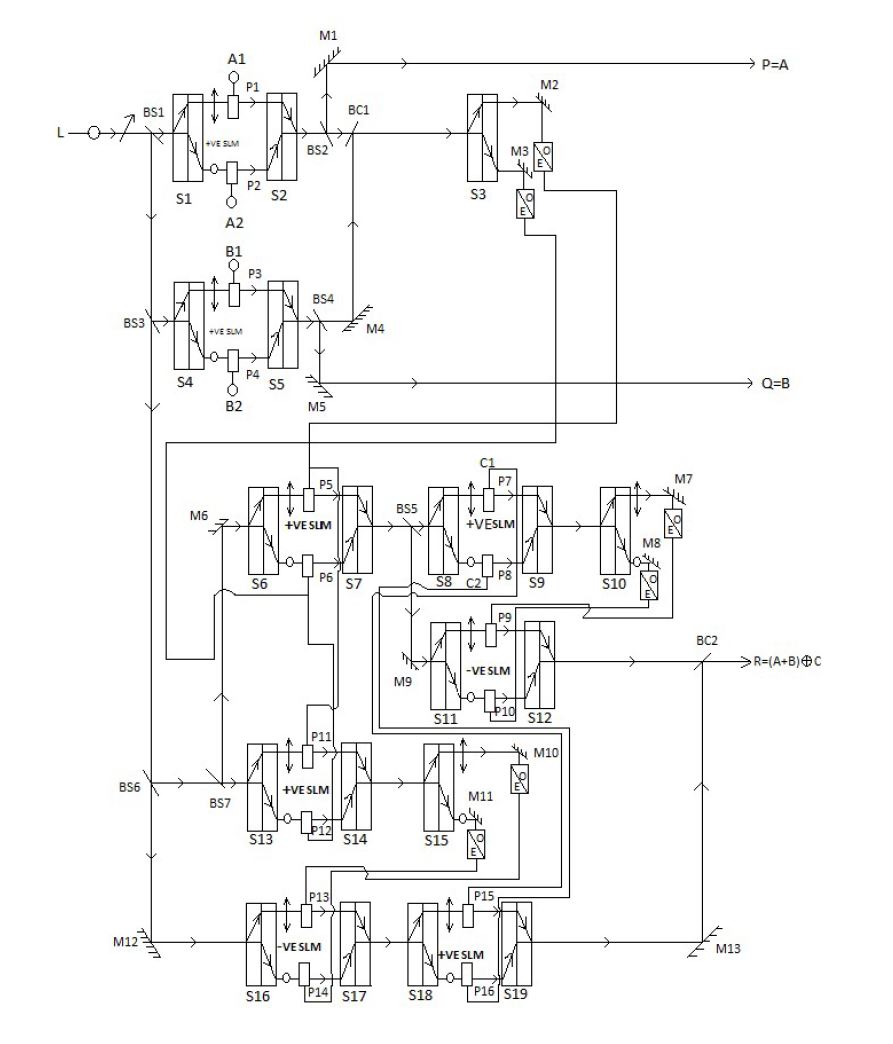 M1
P=A
A1
P1
M2
BS1
BC1
L
M3
O
E
+VE SLM
BS2
P2
S1
S2
S3
O
E
A2
B1
P3
BS4
BS3
+VE SLM
M4
P4
S4
S5
B2
M5
Q=B
C1
M7
P5
P7
M6
BS5
O
E
+VE SLM
+VE SLM
M8
P6
P8
O
E
S6
S7
S8
C2
S9
S10
P9
BC2
-VE SLM
R=(A+B)⊕C
M9
P10
S11
S12
P11
M10
BS6
BS7
O
E
+VE SLM
M11
P12
S13
S14
S15
O
E
P13
P15
M12
-VE SLM
+VE SLM
M13
P14
P16
S16
S17
S18
S19